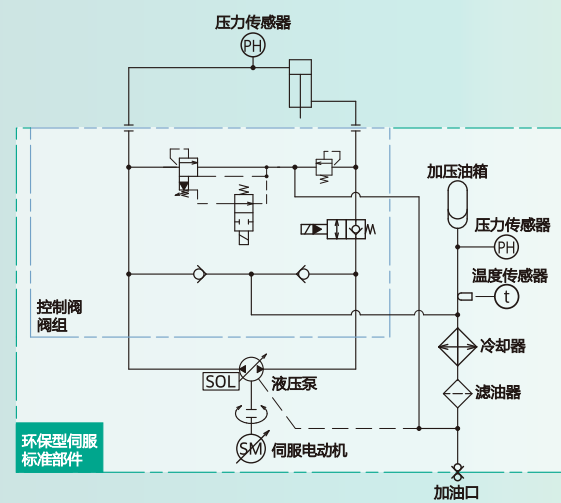 压力传感器
PH
加压油箱
压力传感器
PH
温度传感器
t
控制阀
阀组
冷却器
SOL
液压泵
滤油器
环保型伺服
标准部件
SM
伺服电动机
加油口